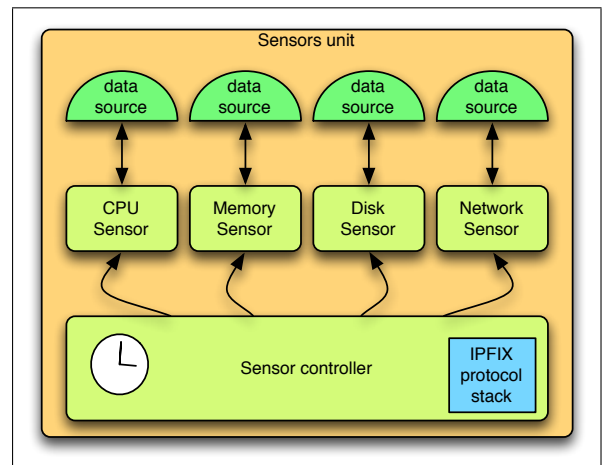 Sensors unit
data
source
data
source
data
source
data
source
CPU
Sensor
Memory
Sensor
Disk
Sensor
Network
Sensor
Sensor controller
IPFIX
protocol
stack